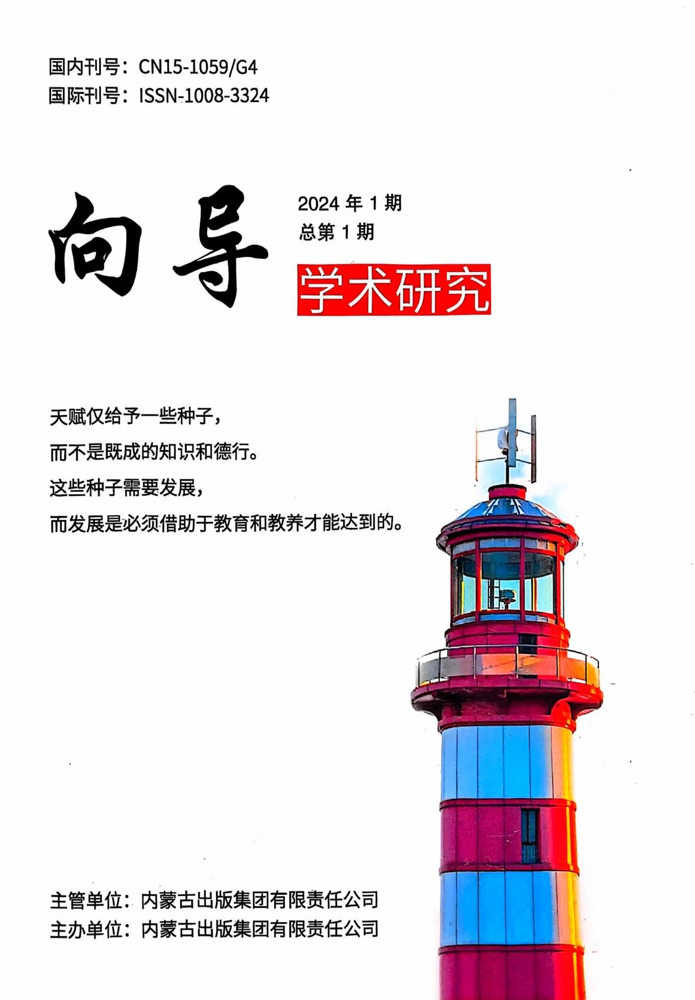 国内刊号：CN15-1059/G4
国际刊号：ISSN-1008-3324
向导
2024 年 1 期
总第 1 期
学术研究
天赋仅给予一些种子，
而不是既成的知识和德行。
这些种子需要发展，
而发展是必须借助于教育和教养才能达到的。
主管单位：内蒙古出版集团有限责任公司
主办单位：内蒙古出版集团有限责任公司